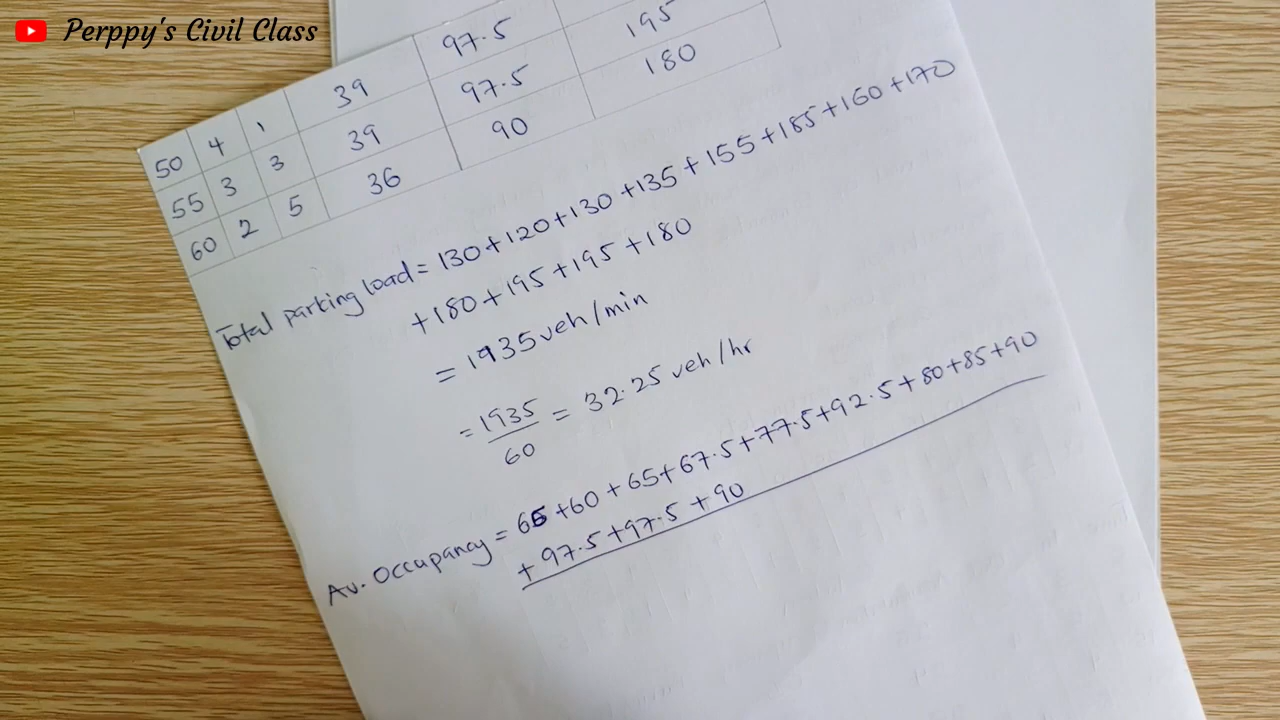 Perppy's Civil Class
97.5 195
50 4 1 39 97.5 180
55 3 3 39 90
60 2 5 36
Total parking load = 130+120+130+135+155+185+160+170
+180+195+195+180
= 1935 veh/min
= 1935/60 = 32.25 veh/hr
Av. Occupancy = 65+60+65+67.5+77.5+92.5+80+85+90
+97.5+97.5+90